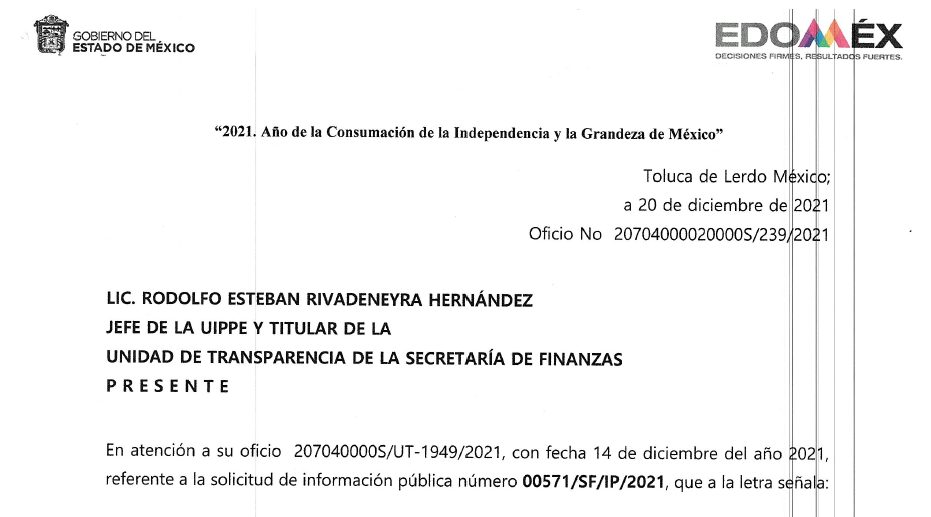 GOBIERNO DEL
ESTADO DE MÉXICO
EDOMÉX
DECISIONES FIRMES, RESULTADOS FUERTES.
“2021. Año de la Consumación de la Independencia y la Grandeza de México”
Toluca de Lerdo México;
a 20 de diciembre de 2021
Oficio No 20704000020000S/239/2021
LIC. RODOLFO ESTEBAN RIVADENEYRA HERNÁNDEZ
JEFE DE LA UIPPE Y TITULAR DE LA
UNIDAD DE TRANSPARENCIA DE LA SECRETARÍA DE FINANZAS
P R E S E N T E
En atención a su oficio 207040000S/UT-1949/2021, con fecha 14 de diciembre del año 2021,
referente a la solicitud de información pública número 00571/SF/IP/2021, que a la letra señala: